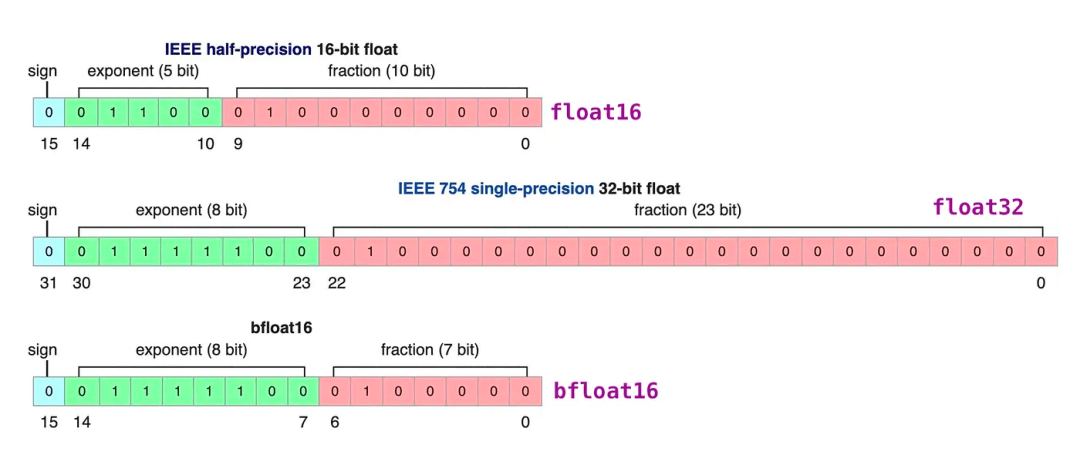 IEEE half-precision 16-bit float
sign exponent (5 bit) fraction (10 bit)
0 0 1 1 0 0 0 1 0 0 0 0 0 0 0 0 float16
15 14 10 9 0
IEEE 754 single-precision 32-bit float
sign exponent (8 bit) fraction (23 bit) float32
0 0 1 1 1 1 1 0 0 0 1 0 0 0 0 0 0 0 0 0 0 0 0 0 0 0 0 0 0 0 0 0
31 30 23 22 0
bfloat16
sign exponent (8 bit) fraction (7 bit)
0 0 1 1 1 1 1 0 0 0 1 0 0 0 0 0 bfloat16
15 14 7 6 0